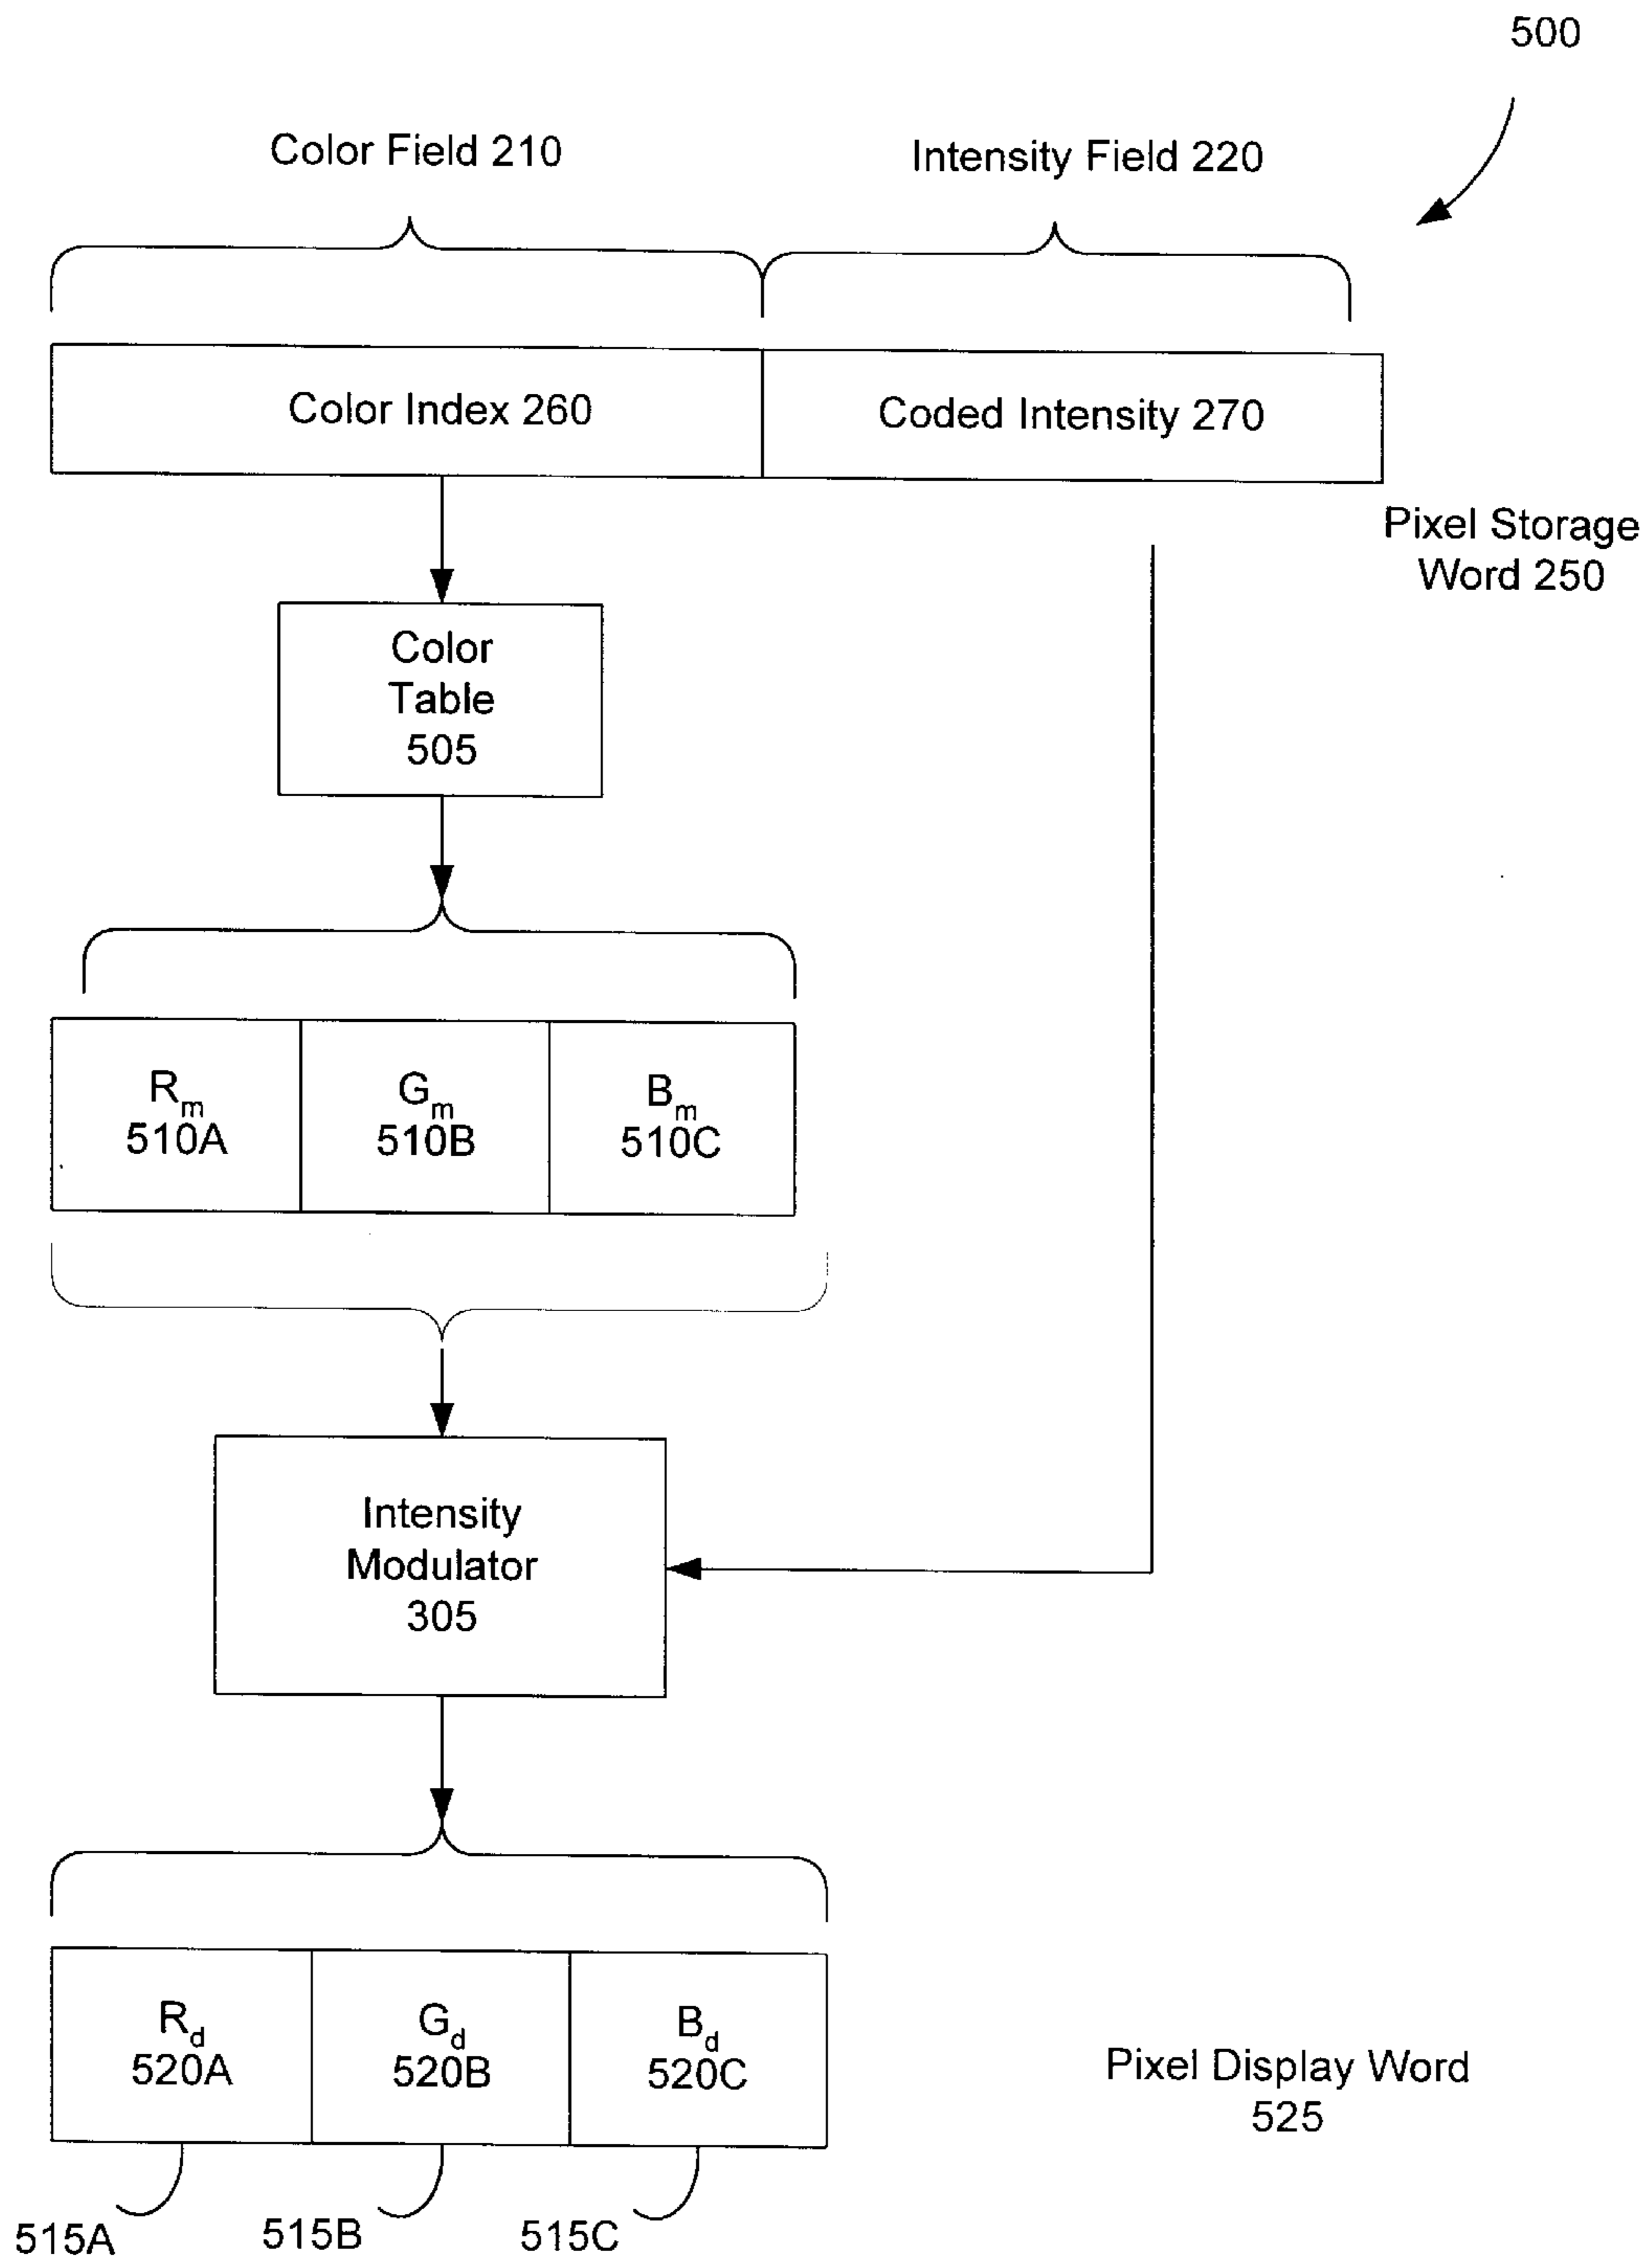 500
Color Field 210
Intensity Field 220
Color Index 260
Coded Intensity 270
Pixel Storage
Word 250
Color
Table
505
Rm
510A
Gm
510B
Bm
510C
Intensity
Modulator
305
Rd
520A
Gd
520B
Bd
520C
Pixel Display Word
525
515A
515B
515C